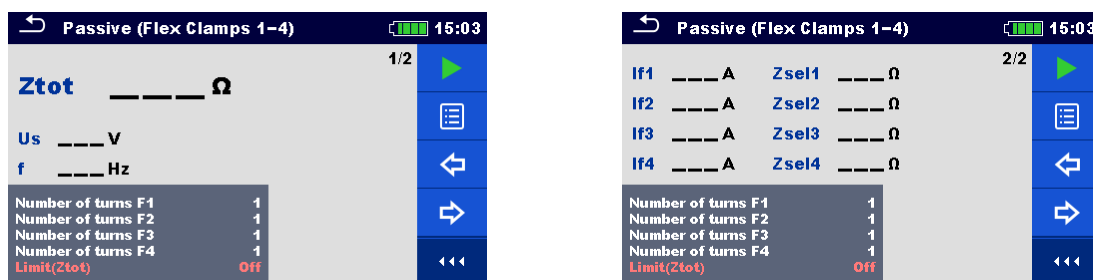 Passive (Flex Clamps 1–4) 15:03
1/2
Ztot ___ Ω
Us ___ V
f ___ Hz
Number of turns F1 1
Number of turns F2 1
Number of turns F3 1
Number of turns F4 1
Limit(Ztot) Off
Passive (Flex Clamps 1–4) 15:03
2/2
If1 ___ A Zsel1 ___ Ω
If2 ___ A Zsel2 ___ Ω
If3 ___ A Zsel3 ___ Ω
If4 ___ A Zsel4 ___ Ω
Number of turns F1 1
Number of turns F2 1
Number of turns F3 1
Number of turns F4 1
Limit(Ztot) Off